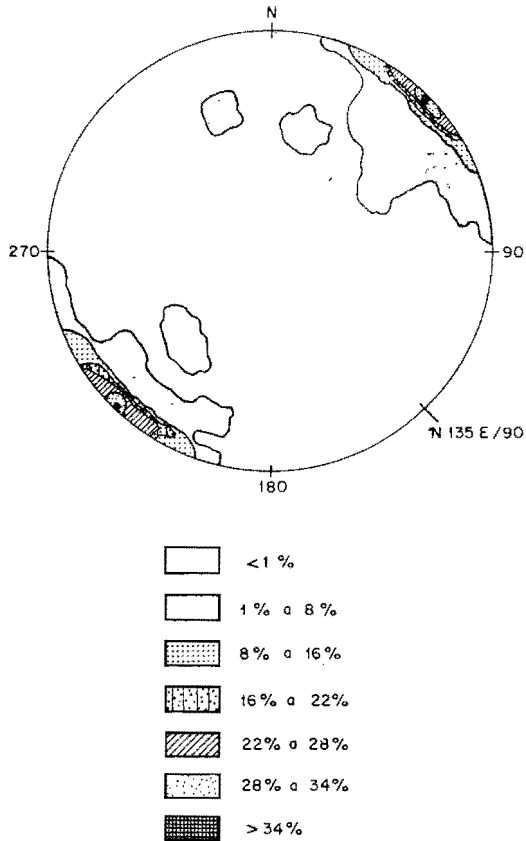 N
270
90
N 135 E/90
180
<1 %
1 % a 8%
8% a 16%
16% a 22%
22% a 28%
28% a 34%
>34%